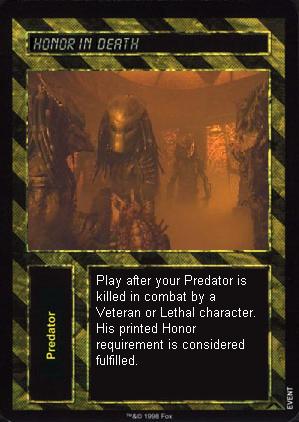 HONOR IN DEATH
Predator
Play after your Predator is
killed in combat by a
Veteran or Lethal character.
His printed Honor
requirement is considered
fulfilled.
™&© 1998 Fox
EVENT